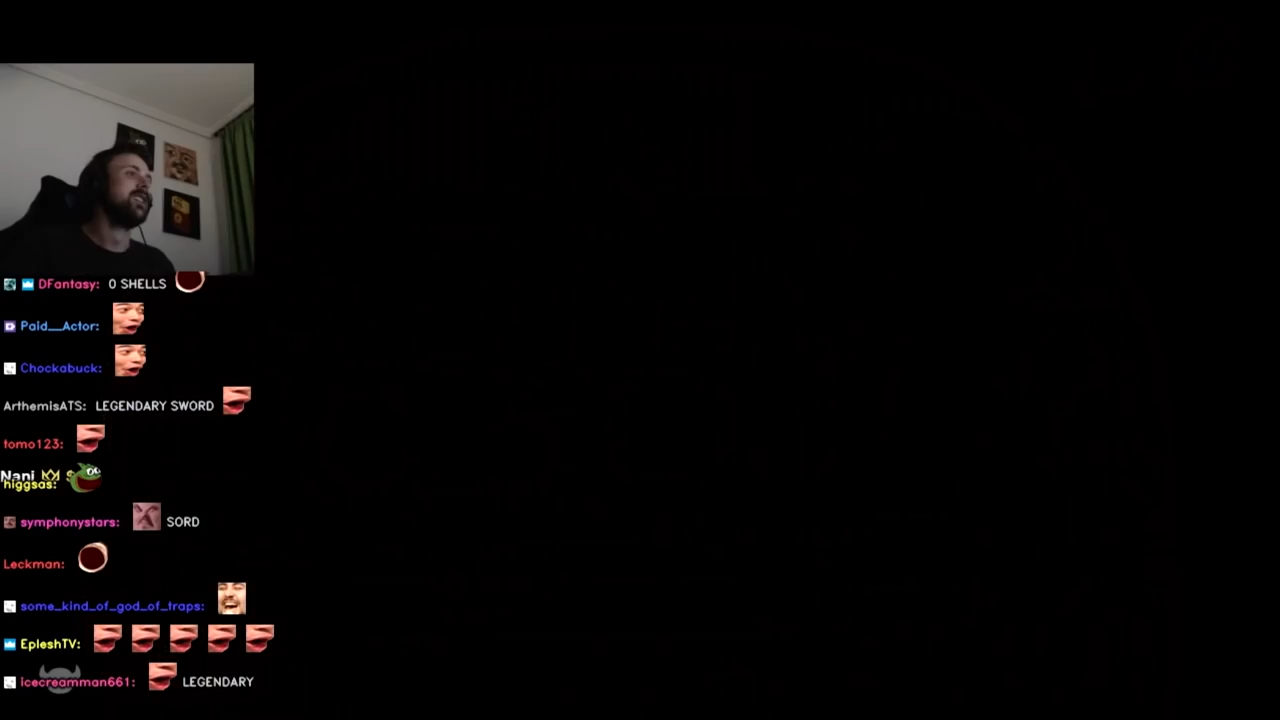 DFantasy: 0 SHELLS
Paid__Actor:
Chockabuck:
ArthemisATS: LEGENDARY SWORD
tomo123:
Nani
higgsas:
symphonystars: SORD
Leckman:
some_kind_of_god_of_traps:
EpleshTV:
icecreamman661: LEGENDARY